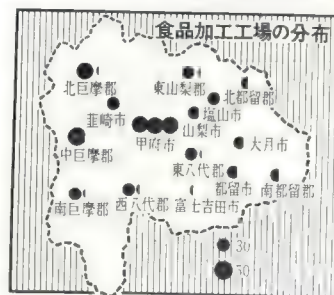 食品加工工場の分布
北巨摩郡
東山梨郡
北都留郡
韮崎市
塩山市
甲府市
山梨市
大月市
中巨摩郡
東八代郡
都留市
南都留郡
南巨摩郡
西八代郡
富士吉田市
30
50